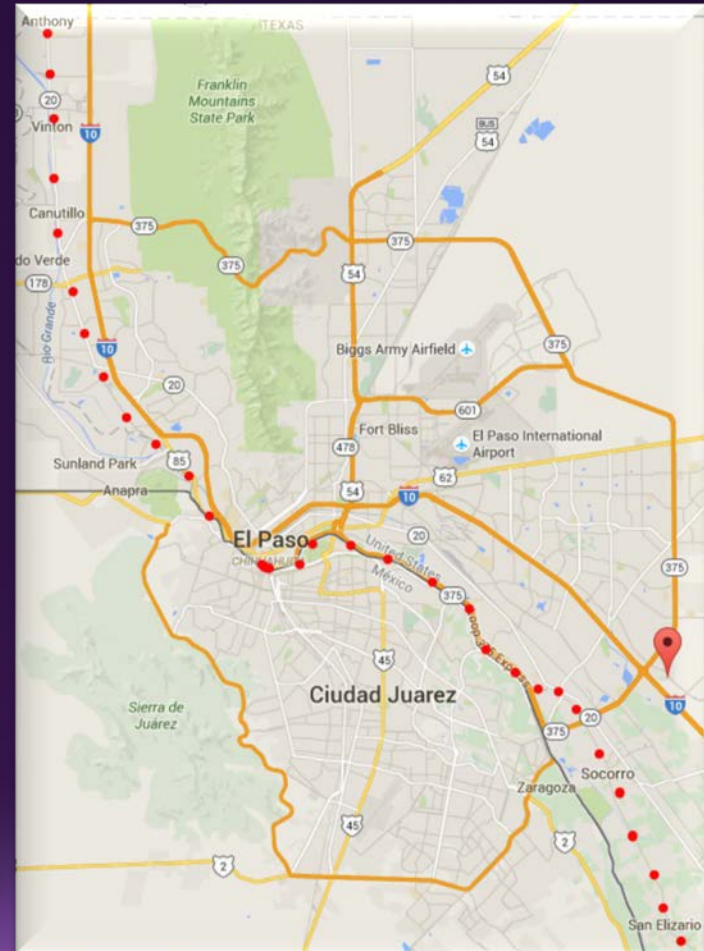 Anthony
TEXAS
54
Franklin
Mountains
State Park
20
BUS
54
Vinton
10
Canutillo
375
375
375
do Verde
54
178
Rio Grande
375
Biggs Army Airfield
10
20
601
Fort Bliss
El Paso International
Airport
478
Sunland Park
85
62
Anapra
54
10
El Paso
20
United States
México
375
375
45
Ciudad Juarez
Sierra de
Juárez
10
20
375
Socorro
Zaragoza
45
2
2
San Elizario